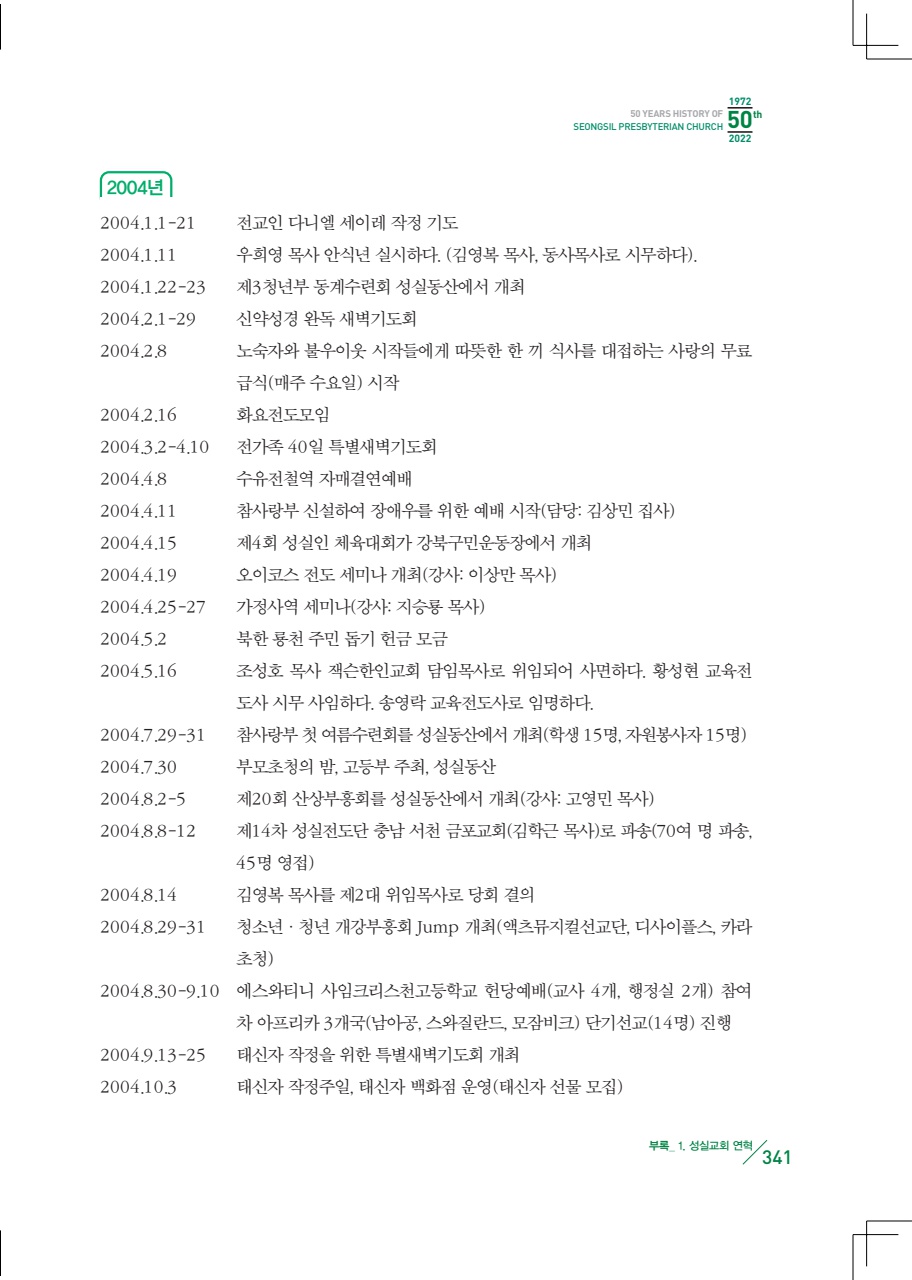 1972
50 YEARS HISTORY OF
SEONGSIL PRESBYTERIAN CHURCH
50th
2022
2004년
2004.1.1-21 전교인 다니엘 세이레 작정 기도
2004.1.11 우희영 목사 안식년 실시하다. (김영복 목사, 동사목사로 시무하다).
2004.1.22-23 제3청년부 동계수련회 성실동산에서 개최
2004.2.1-29 신약성경 완독 새벽기도회
2004.2.8 노숙자와 불우이웃 시작들에게 따뜻한 한 끼 식사를 대접하는 사랑의 무료
급식(매주 수요일) 시작
2004.2.16 화요전도모임
2004.3.2-4.10 전가족 40일 특별새벽기도회
2004.4.8 수유전철역 자매결연예배
2004.4.11 참사랑부 신설하여 장애우를 위한 예배 시작(담당: 김상민 집사)
2004.4.15 제4회 성실인 체육대회가 강북구민운동장에서 개최
2004.4.19 오이코스 전도 세미나 개최(강사: 이상만 목사)
2004.4.25-27 가정사역 세미나(강사: 지승룡 목사)
2004.5.2 북한 룡천 주민 돕기 헌금 모금
2004.5.16 조성호 목사 잭슨한인교회 담임목사로 위임되어 사면하다. 황성현 교육전
도사 시무 사임하다. 송영락 교육전도사로 임명하다.
2004.7.29-31 참사랑부 첫 여름수련회를 성실동산에서 개최(학생 15명, 자원봉사자 15명)
2004.7.30 부모초청의 밤, 고등부 주최, 성실동산
2004.8.2-5 제20회 산상부흥회를 성실동산에서 개최(강사: 고영민 목사)
2004.8.8-12 제14차 성실전도단 충남 서천 금포교회(김학근 목사)로 파송(70여 명 파송,
45명 영접)
2004.8.14 김영복 목사를 제2대 위임목사로 당회 결의
2004.8.29-31 청소년 · 청년 개강부흥회 Jump 개최(액츠뮤지컬선교단, 디사이플스, 카라
초청)
2004.8.30-9.10 에스와티니 사임크리스천고등학교 헌당예배(교사 4개, 행정실 2개) 참여
차 아프리카 3개국(남아공, 스와질란드, 모잠비크) 단기선교(14명) 진행
2004.9.13-25 태신자 작정을 위한 특별새벽기도회 개최
2004.10.3 태신자 작정주일, 태신자 백화점 운영(태신자 선물 모집)
부록_ 1. 성실교회 연혁
341